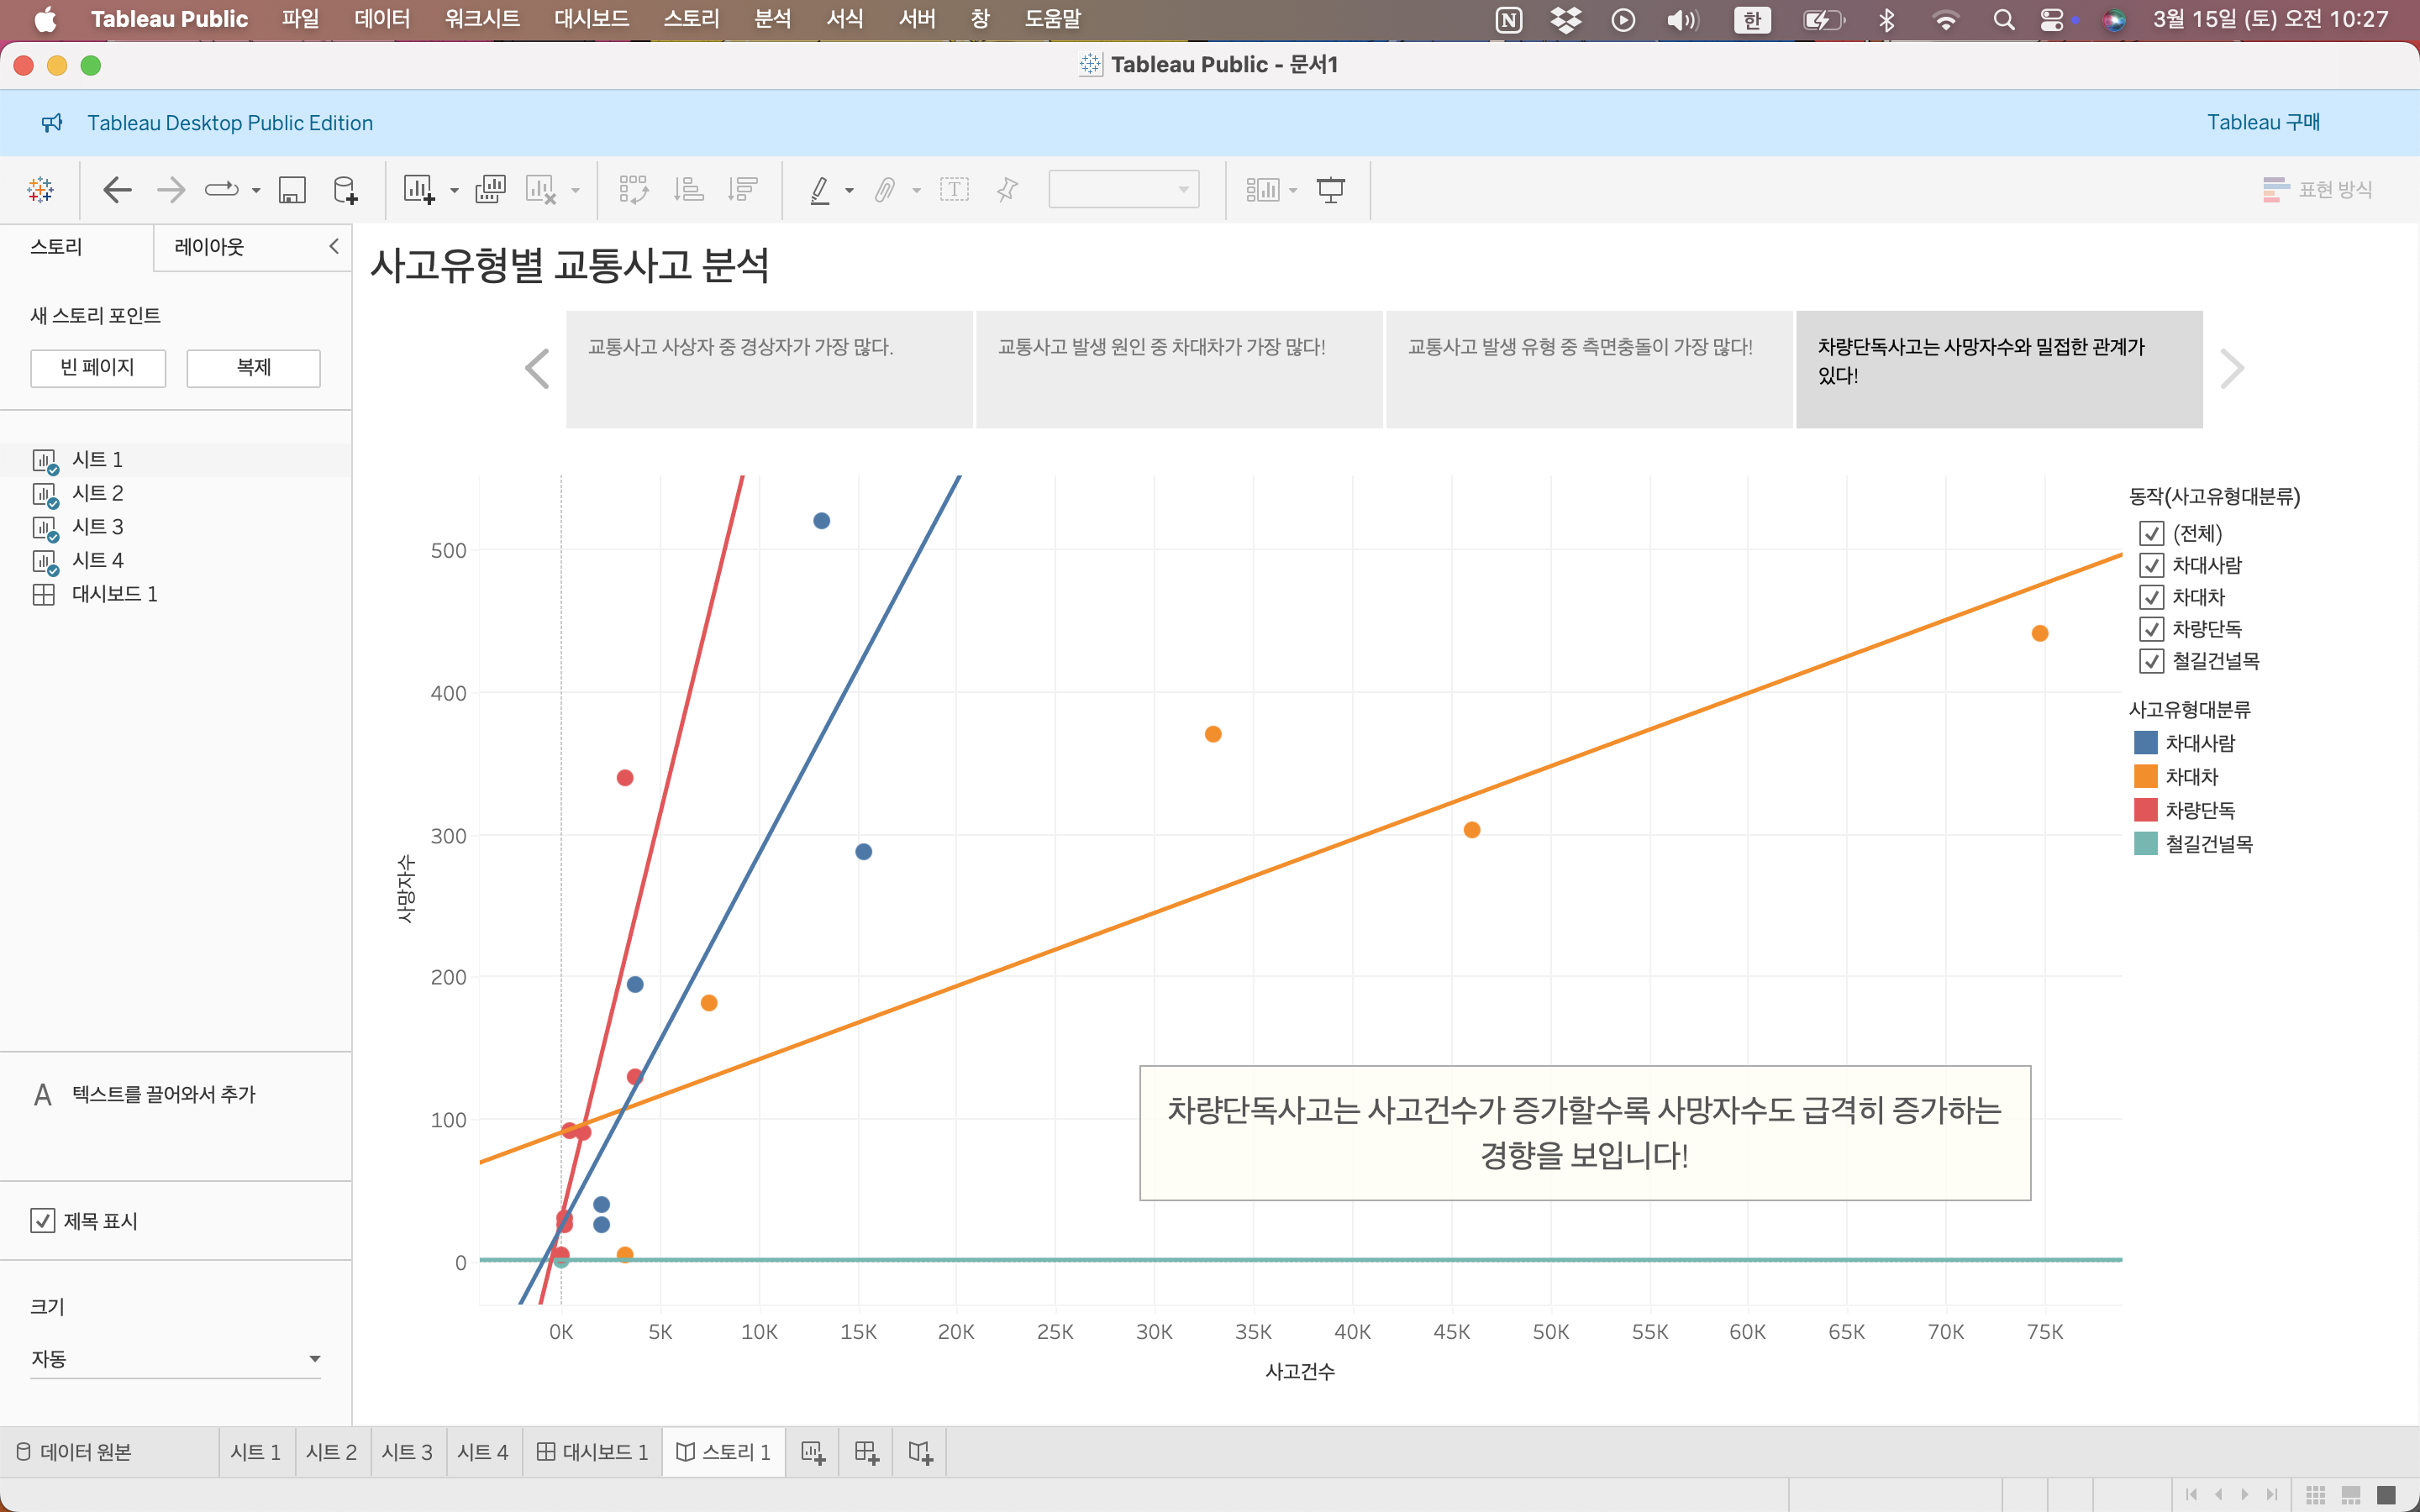 Tableau Public 파일 데이터 워크시트 대시보드 스토리 분석 서식 서버 창 도움말 N 한 3월 15일 (토) 오전 10:27
Tableau Public - 문서1
Tableau Desktop Public Edition Tableau 구매
T 표현 방식
스토리 레이아웃
사고유형별 교통사고 분석
새 스토리 포인트
빈 페이지 복제
교통사고 사상자 중 경상자가 가장 많다.
교통사고 발생 원인 중 차대차가 가장 많다!
교통사고 발생 유형 중 측면충돌이 가장 많다!
차량단독사고는 사망자수와 밀접한 관계가
있다!
시트 1
시트 2
시트 3
시트 4
대시보드 1
A 텍스트를 끌어와서 추가
제목 표시
크기
자동
사망자수
500
400
300
200
100
0
차량단독사고는 사고건수가 증가할수록 사망자수도 급격히 증가하는
경향을 보입니다!
0K 5K 10K 15K 20K 25K 30K 35K 40K 45K 50K 55K 60K 65K 70K 75K
사고건수
동작(사고유형대분류)
(전체)
차대사람
차대차
차량단독
철길건널목
사고유형대분류
차대사람
차대차
차량단독
철길건널목
데이터 원본 시트 1 시트 2 시트 3 시트 4 대시보드 1 스토리 1